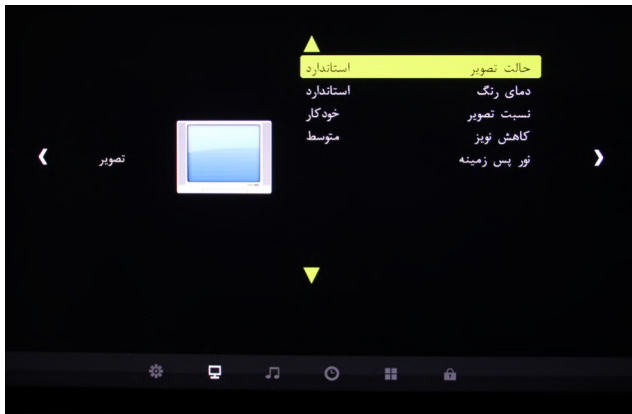 حالت تصویر استاندارد
دمای رنگ استاندارد
نسبت تصویر خودکار
کاهش نویز متوسط
نور پس زمینه
تصویر